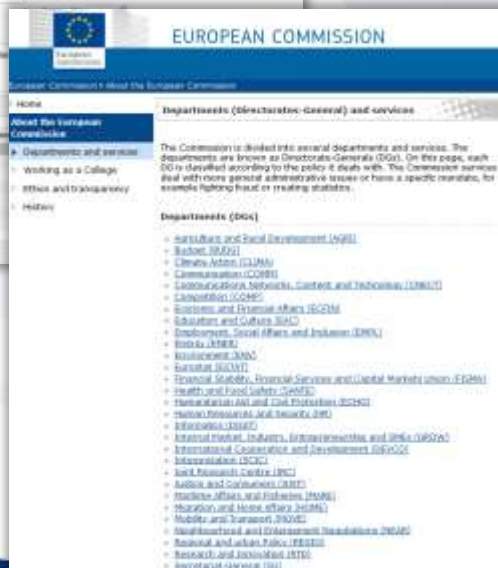 European Commission
EUROPEAN COMMISSION
European Commission > About the European Commission
Home
About the European
Commission
Departments and services
Working as a College
Ethics and transparency
History
Departments (Directorates-General) and services
The Commission is divided into several departments and services. The
departments are known as Directorate-Generals (DGs). On this page, each
DG is classified according to the policy it deals with. The Commission services
deal with more general administrative issues or have a specific mandate, for
example fighting fraud or creating statistics.
Departments (DGs)
Agriculture and Rural Development (AGRI)
Budget (BUDG)
Climate Action (CLIMA)
Communication (COMM)
Communications Networks, Content and Technology (CNECT)
Competition (COMP)
Economic and Financial Affairs (ECFIN)
Education and Culture (EAC)
Employment, Social Affairs and Inclusion (EMPL)
Energy (ENER)
Environment (ENV)
Eurostat (ESTAT)
Financial Stability, Financial Services and Capital Markets Union (FISMA)
Health and Food Safety (SANTE)
Humanitarian Aid and Civil Protection (ECHO)
Human Resources and Security (HR)
Informatics (DIGIT)
Internal Market, Industry, Entrepreneurship and SMEs (GROW)
International Cooperation and Development (DEVCO)
Interpretation (SCIC)
Joint Research Centre (JRC)
Justice and Consumers (JUST)
Maritime Affairs and Fisheries (MARE)
Migration and Home Affairs (HOME)
Mobility and Transport (MOVE)
Neighbourhood and Enlargement Negotiations (NEAR)
Regional and urban Policy (REGIO)
Research and Innovation (RTD)
Secretariat-General (SG)